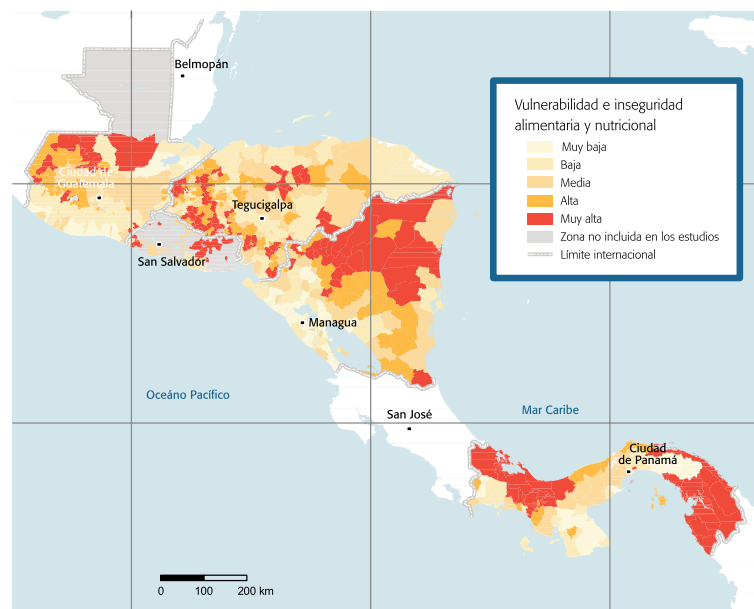 Belmopán
Vulnerabilidad e inseguridad
alimentaria y nutricional
Muy baja
Baja
Media
Alta
Muy alta
Zona no incluida en los estudios
Límite internacional
Ciudad de
Guatemala
Tegucigalpa
San Salvador
Managua
Oceáno Pacífico
San José
Mar Caribe
Ciudad
de Panamá
0 100 200 km